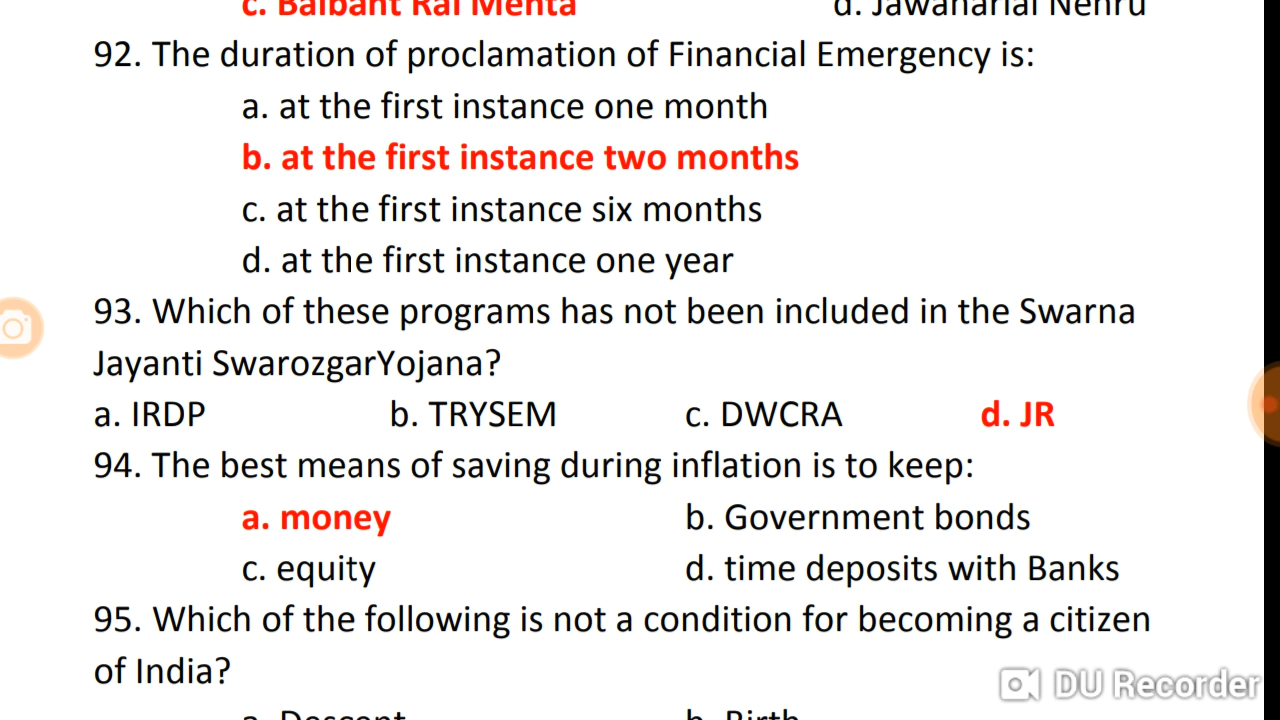 c. Balbant Rai Mehta d. Jawaharlal Nehru
92. The duration of proclamation of Financial Emergency is:
a. at the first instance one month
b. at the first instance two months
c. at the first instance six months
d. at the first instance one year
93. Which of these programs has not been included in the Swarna
Jayanti SwarozgarYojana?
a. IRDP b. TRYSEM c. DWCRA d. JR
94. The best means of saving during inflation is to keep:
a. money b. Government bonds
c. equity d. time deposits with Banks
95. Which of the following is not a condition for becoming a citizen
of India?
a. Descent b. Birth
DU Recorder